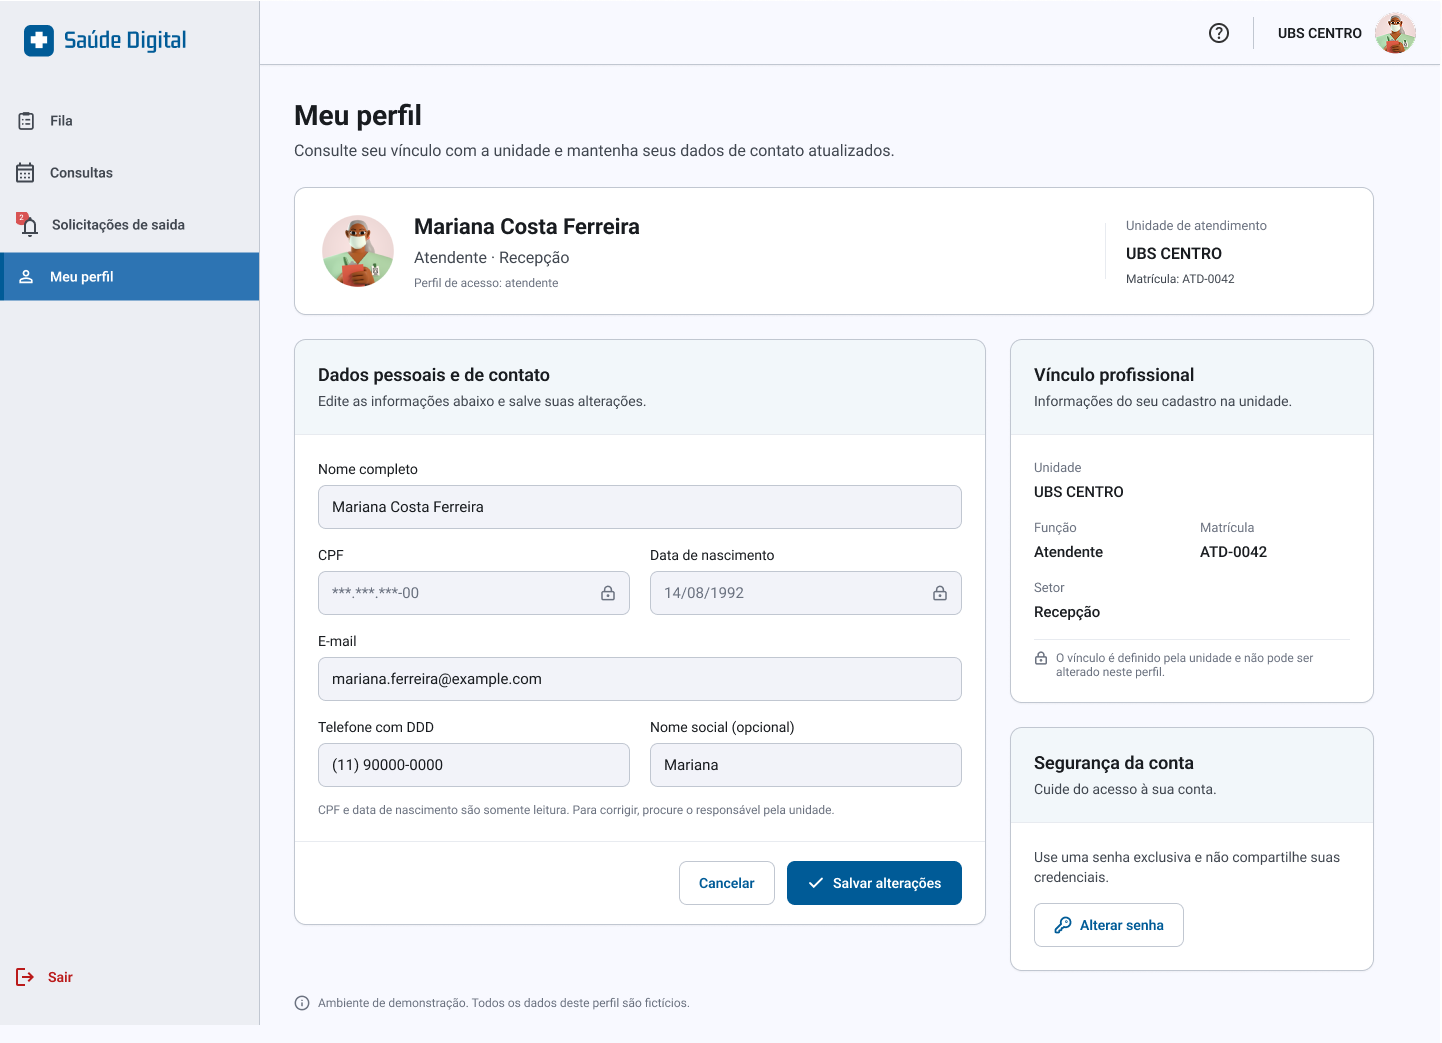 Saúde Digital
UBS CENTRO
Fila
Consultas
2
Solicitações de saida
Meu perfil
Sair
Meu perfil
Consulte seu vínculo com a unidade e mantenha seus dados de contato atualizados.
Mariana Costa Ferreira
Atendente · Recepção
Perfil de acesso: atendente
Unidade de atendimento
UBS CENTRO
Matrícula: ATD-0042
Dados pessoais e de contato
Edite as informações abaixo e salve suas alterações.
Nome completo
Mariana Costa Ferreira
CPF
***.***.***-00
Data de nascimento
14/08/1992
E-mail
mariana.ferreira@example.com
Telefone com DDD
(11) 90000-0000
Nome social (opcional)
Mariana
CPF e data de nascimento são somente leitura. Para corrigir, procure o responsável pela unidade.
Cancelar
Salvar alterações
Vínculo profissional
Informações do seu cadastro na unidade.
Unidade
UBS CENTRO
Função
Atendente
Matrícula
ATD-0042
Setor
Recepção
O vínculo é definido pela unidade e não pode ser
alterado neste perfil.
Segurança da conta
Cuide do acesso à sua conta.
Use uma senha exclusiva e não compartilhe suas
credenciais.
Alterar senha
Ambiente de demonstração. Todos os dados deste perfil são fictícios.